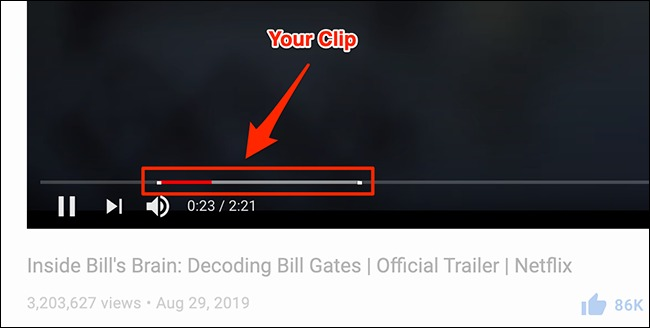 Your Clip
0:23 / 2:21
Inside Bill's Brain: Decoding Bill Gates | Official Trailer | Netflix
3,203,627 views • Aug 29, 2019
86K